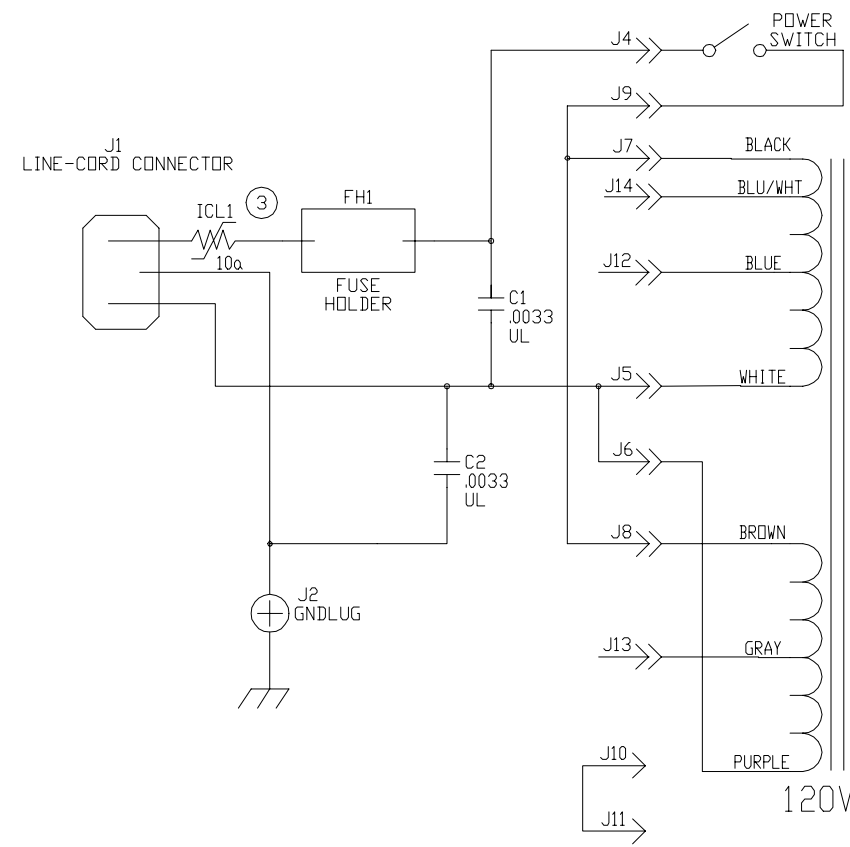 POWER
SWITCH
J4
J9
J1
LINE-CORD CONNECTOR
J7
BLACK
J14
BLU/WHT
ICL1
3
FH1
10a
J12
BLUE
FUSE
HOLDER
C1
.0033
UL
J5
WHITE
J6
C2
.0033
UL
J8
BROWN
J2
GNDLUG
J13
GRAY
J10
PURPLE
120V
J11